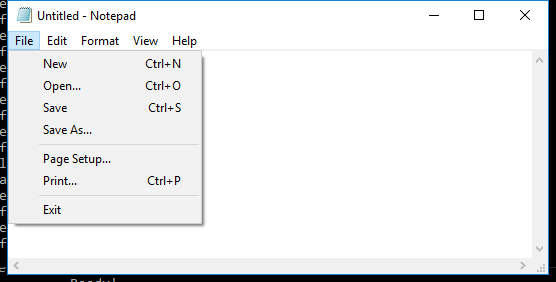 Untitled - Notepad
File Edit Format View Help
New Ctrl+N
Open... Ctrl+O
Save Ctrl+S
Save As...
Page Setup...
Print... Ctrl+P
Exit